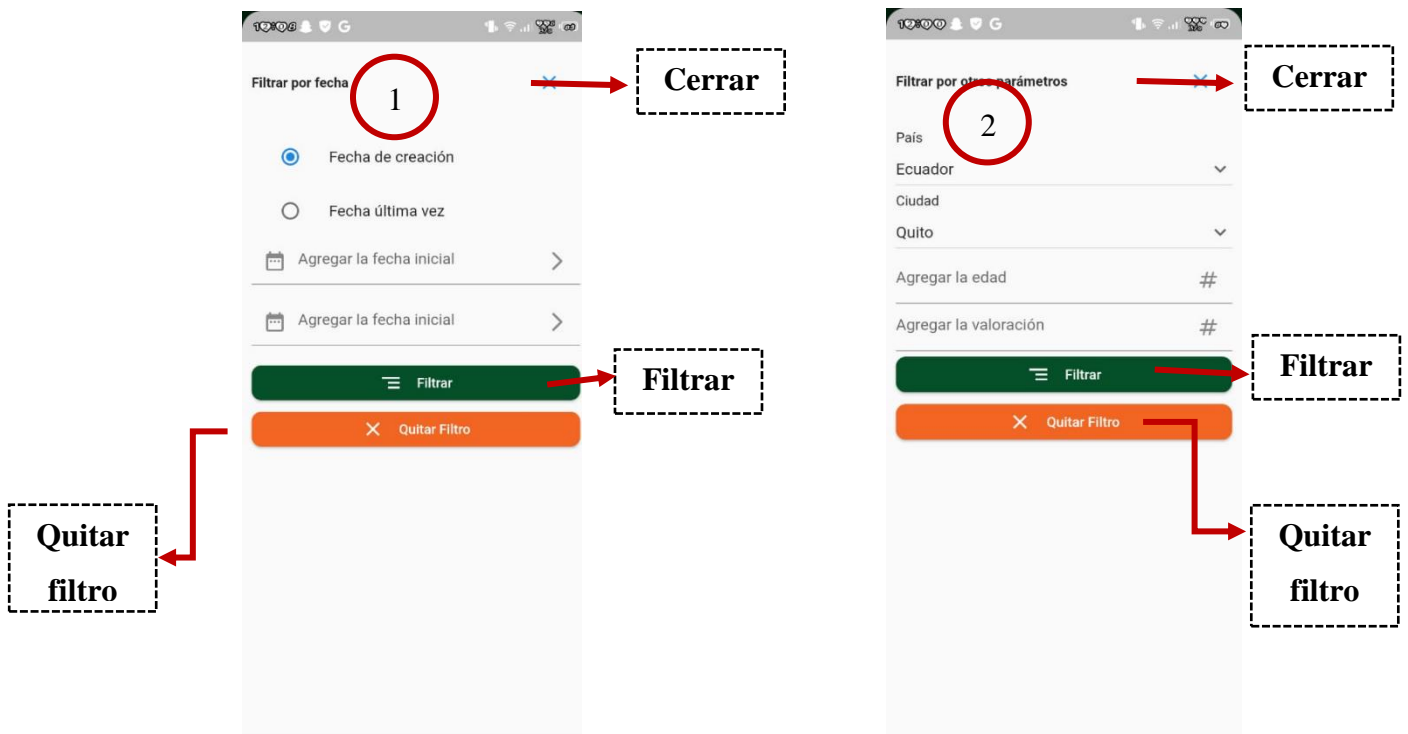 G
Filtrar por fecha
1
Cerrar
Fecha de creación
Fecha última vez
Agregar la fecha inicial
Agregar la fecha inicial
Filtrar
Filtrar
Quitar Filtro
Quitar
filtro
G
Filtrar por otros parámetros
2
Cerrar
País
Ecuador
Ciudad
Quito
Agregar la edad #
Agregar la valoración #
Filtrar
Filtrar
Quitar Filtro
Quitar
filtro